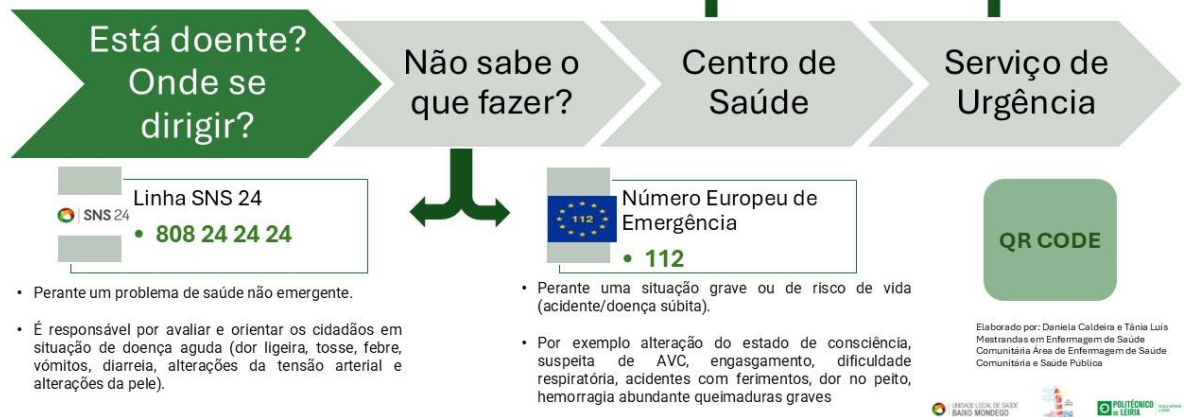 Está doente?
Onde se
dirigir?
Não sabe o
que fazer?
Centro de
Saúde
Serviço de
Urgência
SNS 24
Linha SNS 24
• 808 24 24 24
• Perante um problema de saúde não emergente.
• É responsável por avaliar e orientar os cidadãos em
situação de doença aguda (dor ligeira, tosse, febre,
vómitos, diarreia, alterações da tensão arterial e
alterações da pele).
112
Número Europeu de
Emergência
• 112
• Perante uma situação grave ou de risco de vida
(acidente/doença súbita).
• Por exemplo alteração do estado de consciência,
suspeita de AVC, engasgamento, dificuldade
respiratória, acidentes com ferimentos, dor no peito,
hemorragia abundante queimaduras graves
QR CODE
Elaborado por: Daniela Caldeira e Tânia Luís
Mestrandas em Enfermagem de Saúde
Comunitária Área de Enfermagem de Saúde
Comunitária e Saúde Pública
UNIDADE LOCAL DE SAÚDE
BAIXO MONDEGO
POLITÉCNICO
DE LEIRIA